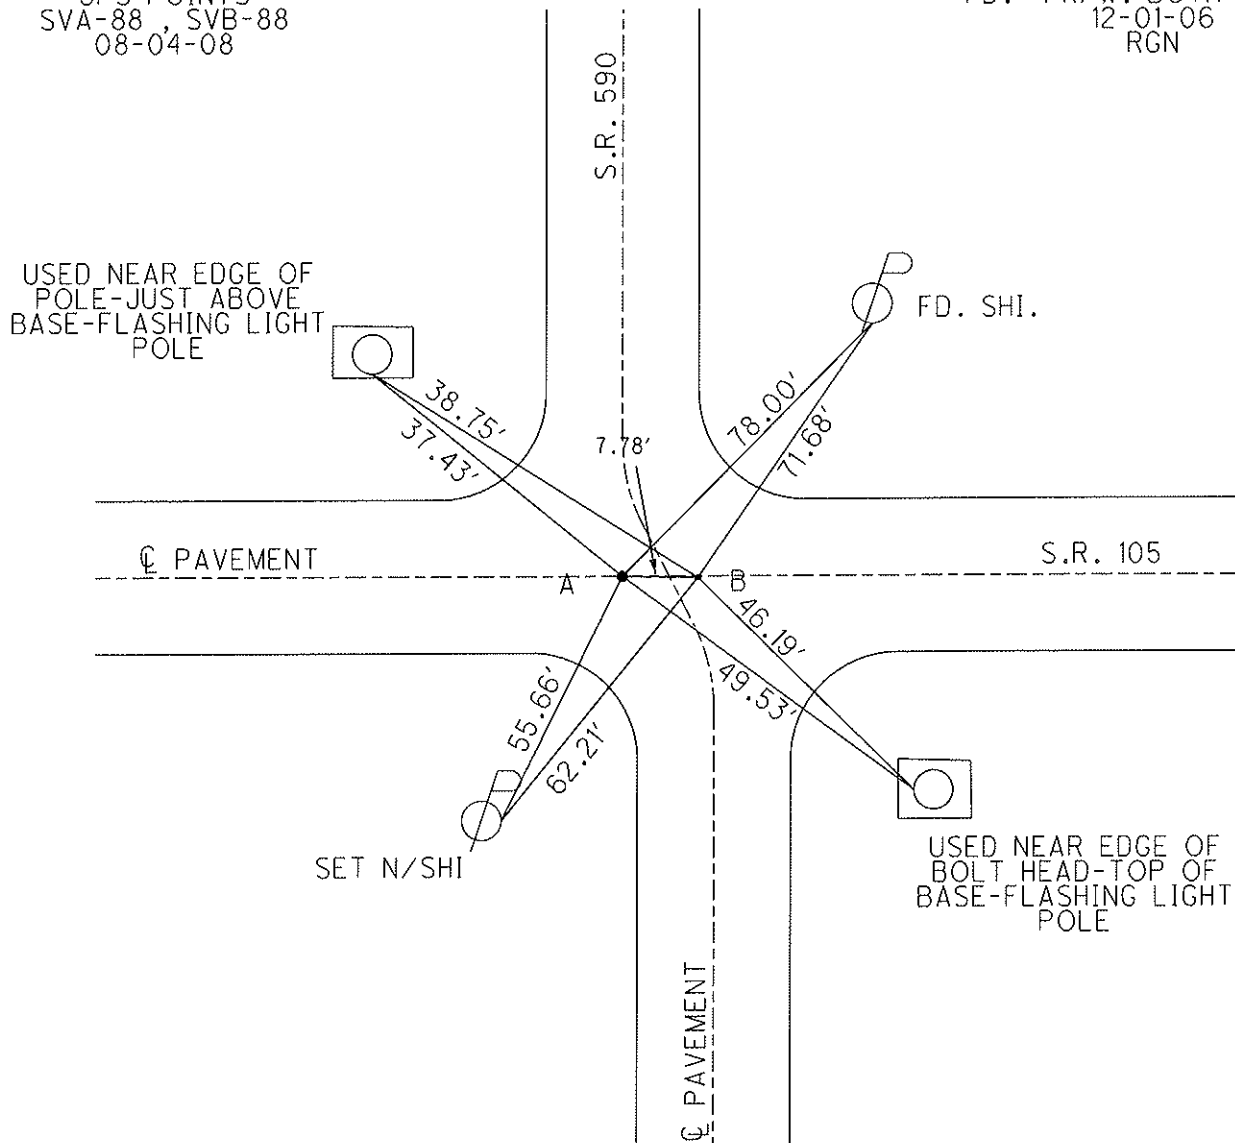 SVA-88 , SVB-88
08-04-08
12-01-06
RGN
S.R. 590
USED NEAR EDGE OF
POLE-JUST ABOVE
BASE-FLASHING LIGHT
POLE
FD. SHI.
38.75'
37.43'
7.78'
78.00'
71.68'
℄ PAVEMENT
S.R. 105
A
B
46.19'
49.53'
55.66'
62.21'
SET N/SHI
USED NEAR EDGE OF
BOLT HEAD-TOP OF
BASE-FLASHING LIGHT
POLE
℄ PAVEMENT